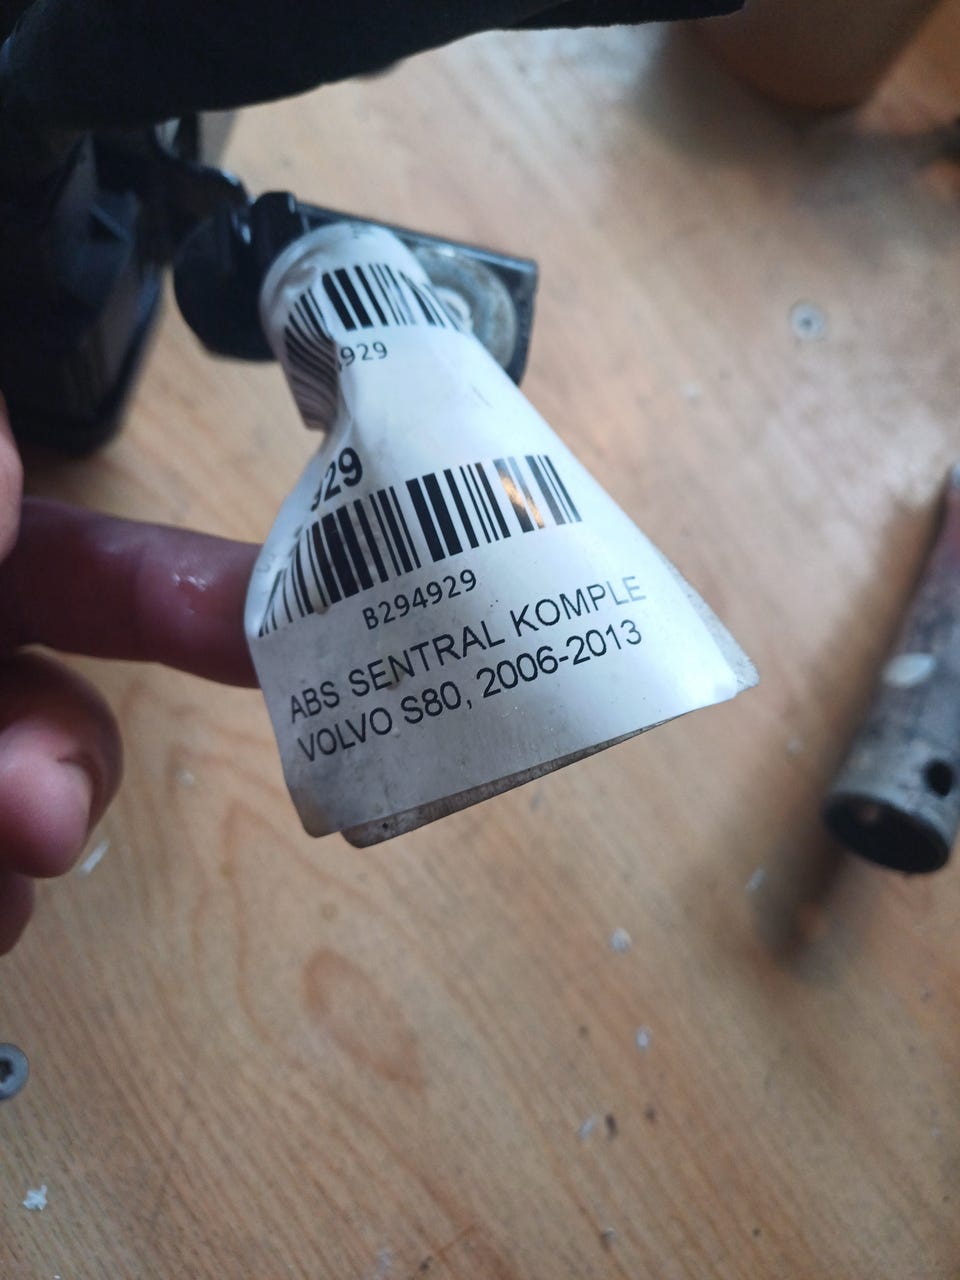 929
929
B294929
ABS SENTRAL KOMPLE
VOLVO S80, 2006-2013